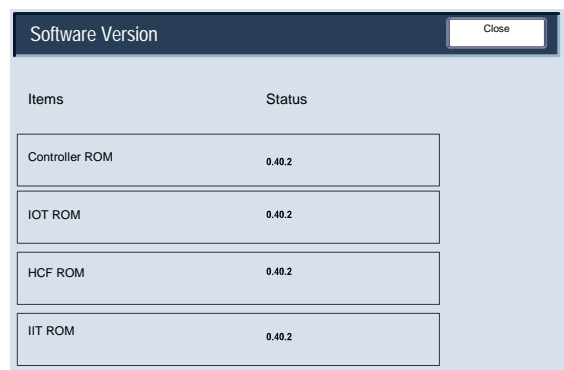 Software Version Close
Items Status
Controller ROM 0.40.2
IOT ROM 0.40.2
HCF ROM 0.40.2
IIT ROM 0.40.2